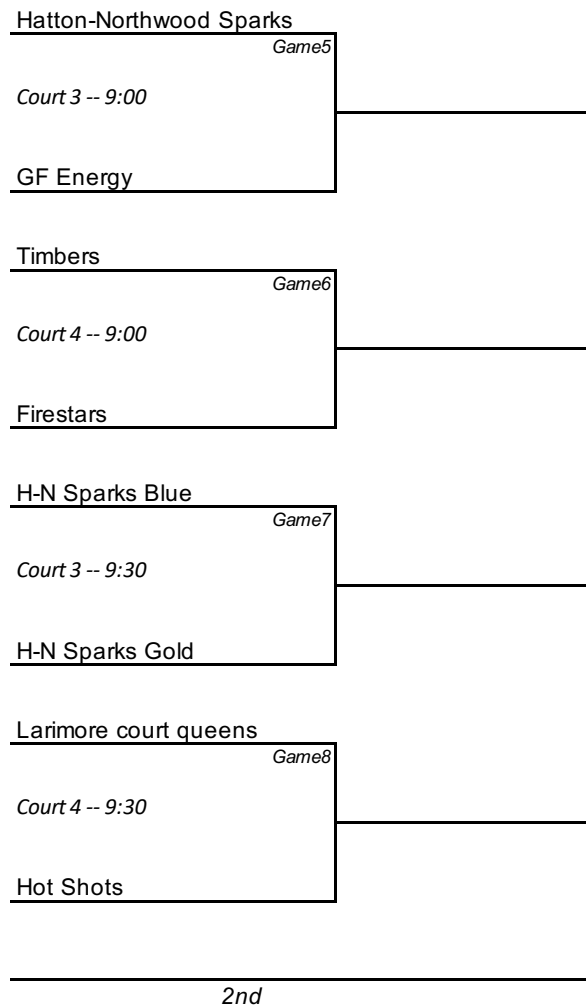 Hatton-Northwood Sparks
Game5
Court 3 -- 9:00
GF Energy
Timbers
Game6
Court 4 -- 9:00
Firestars
H-N Sparks Blue
Game7
Court 3 -- 9:30
H-N Sparks Gold
Larimore court queens
Game8
Court 4 -- 9:30
Hot Shots
2nd